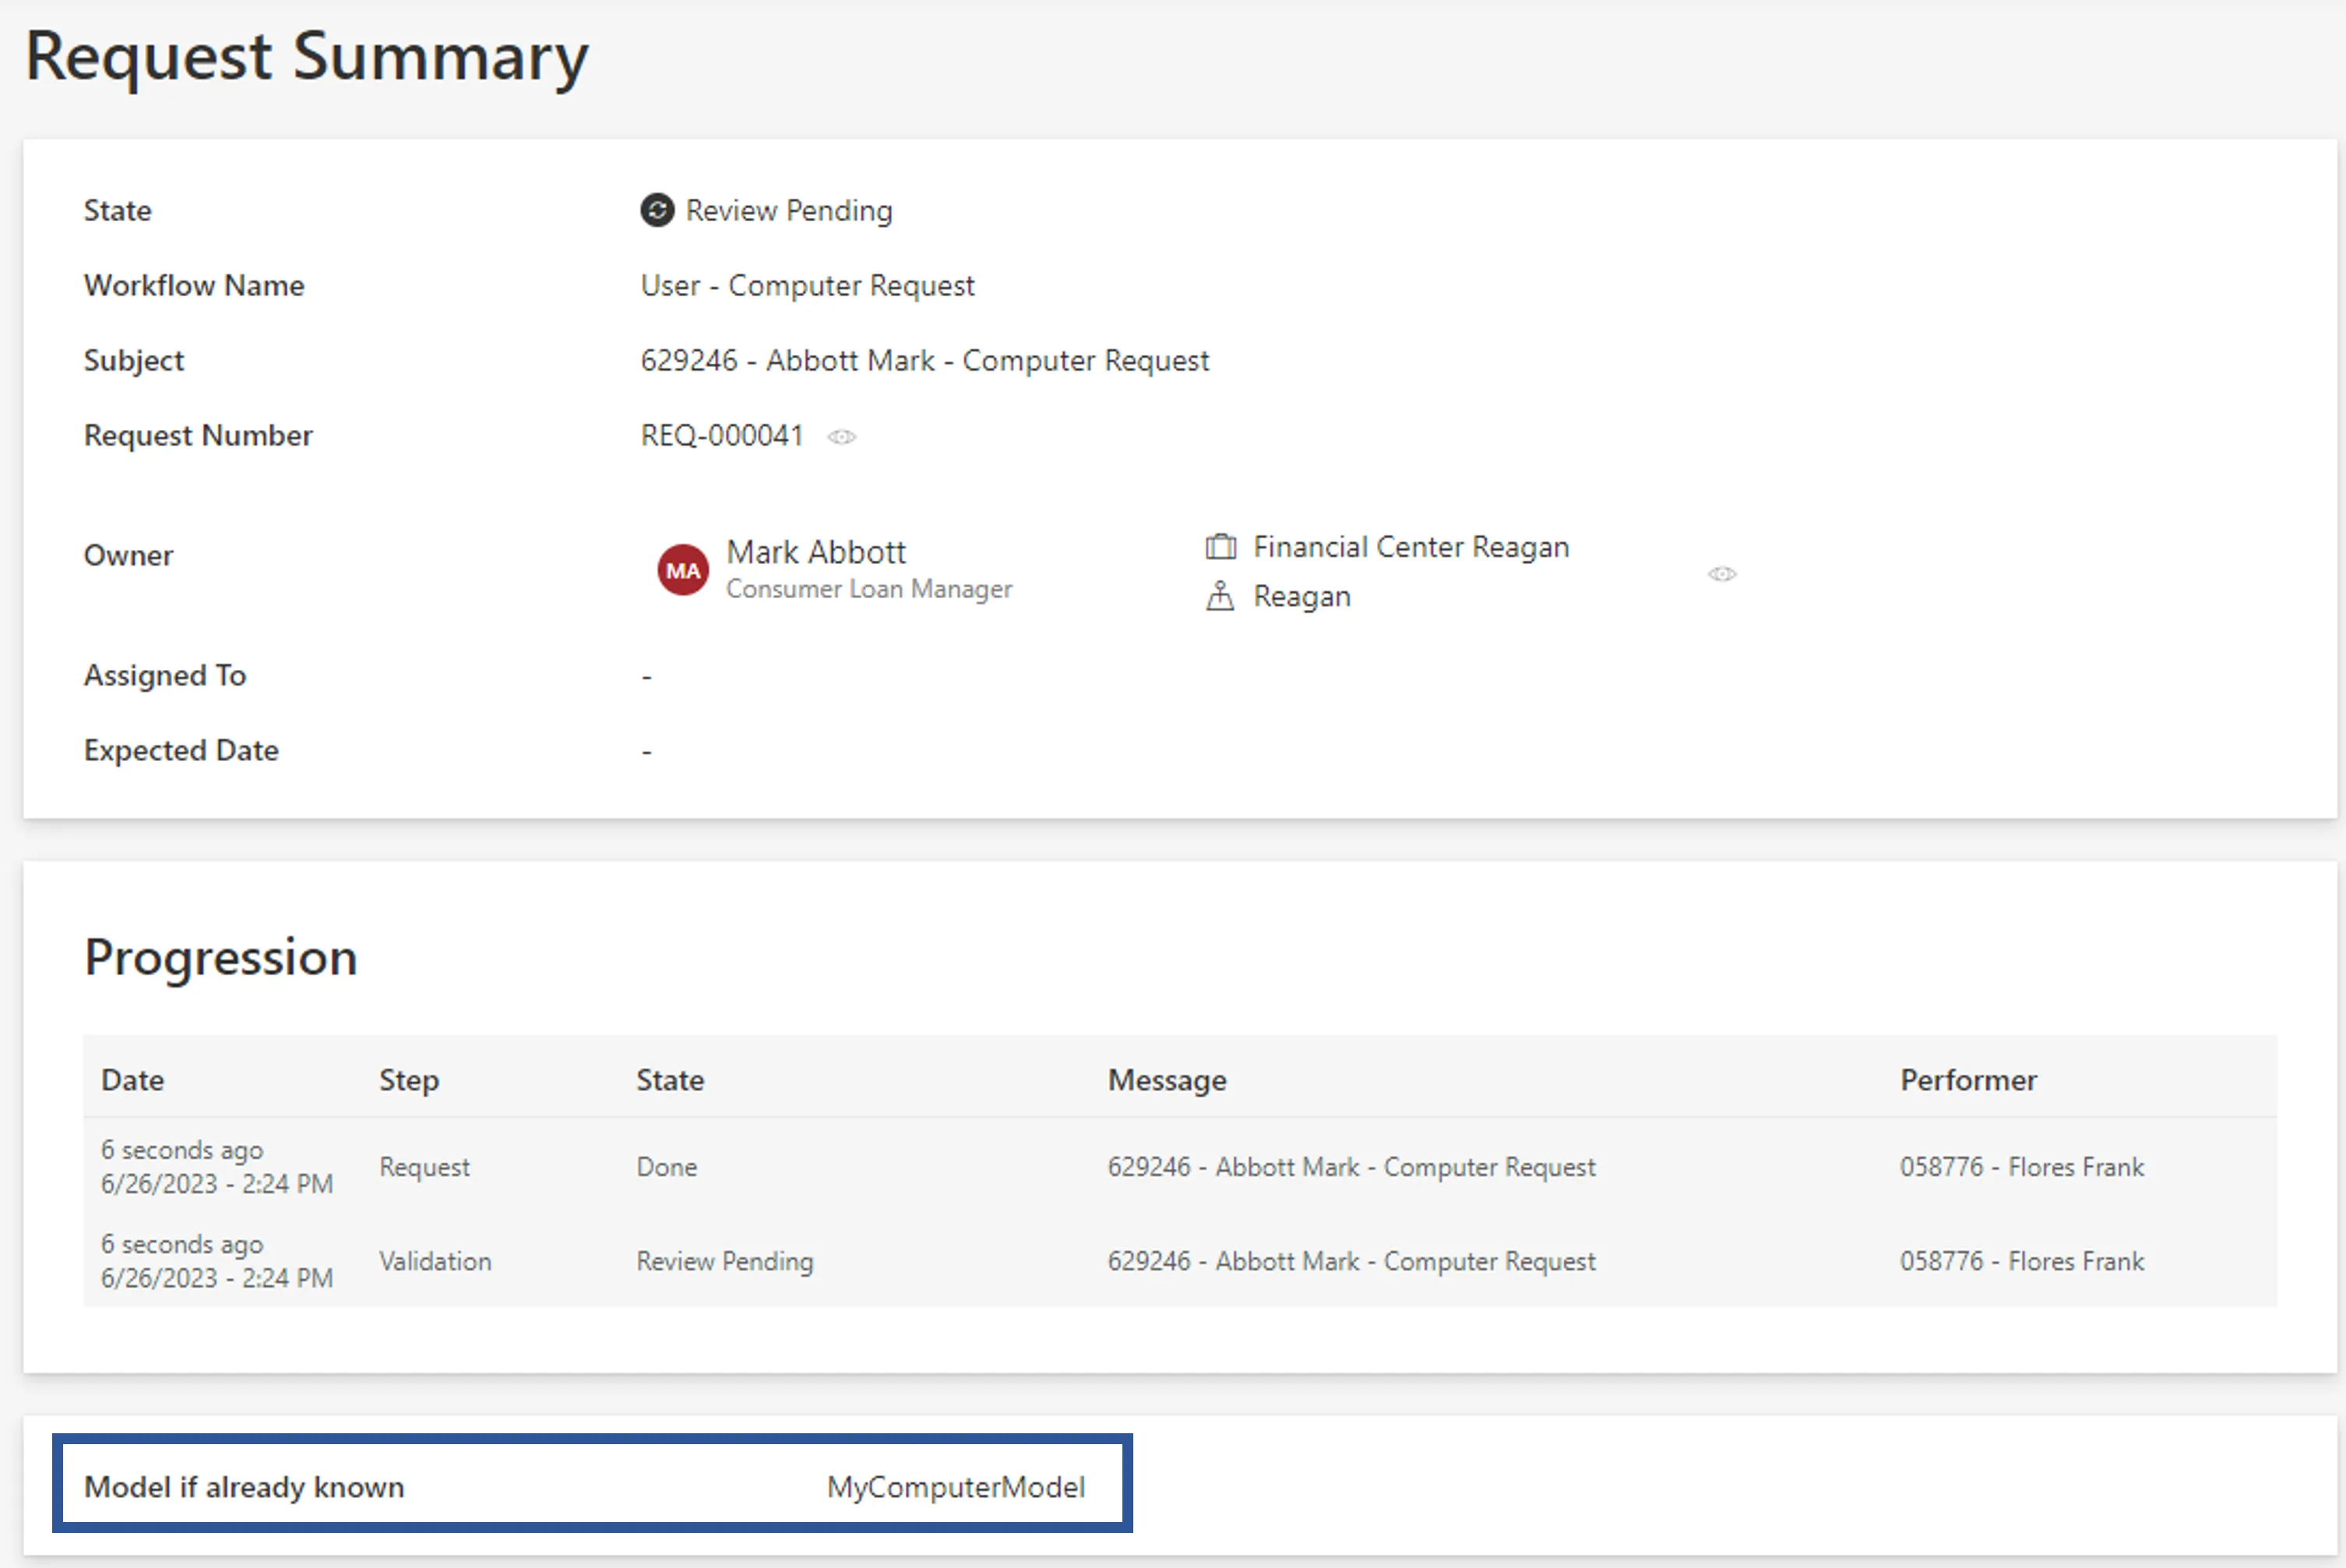 Request Summary
State Review Pending
Workflow Name User - Computer Request
Subject 629246 - Abbott Mark - Computer Request
Request Number REQ-000041
Owner MA Mark Abbott Financial Center Reagan
Consumer Loan Manager Reagan
Assigned To -
Expected Date -
Progression
Date Step State Message Performer
6 seconds ago
6/26/2023 - 2:24 PM Request Done 629246 - Abbott Mark - Computer Request 058776 - Flores Frank
6 seconds ago
6/26/2023 - 2:24 PM Validation Review Pending 629246 - Abbott Mark - Computer Request 058776 - Flores Frank
Model if already known MyComputerModel